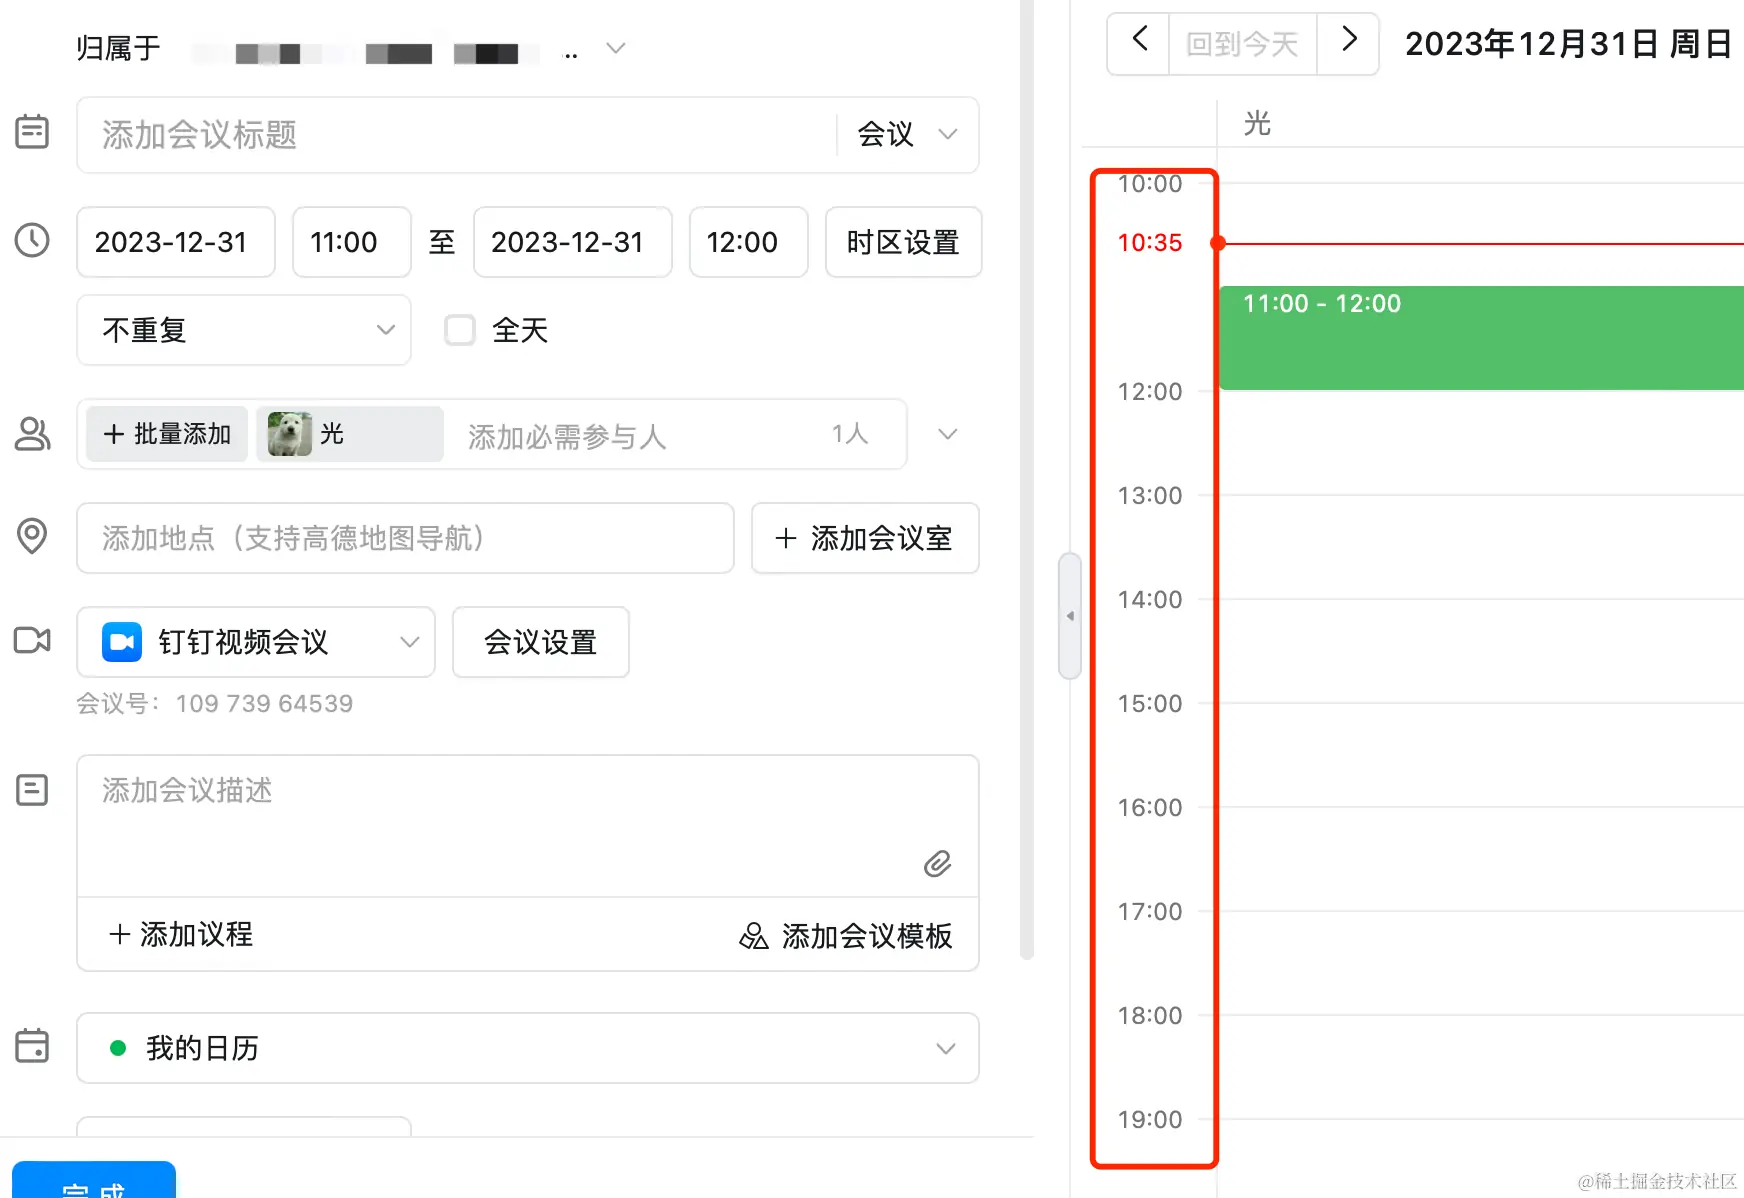 归属于 ..
添加会议标题 会议
2023-12-31 11:00 至 2023-12-31 12:00 时区设置
不重复 全天
+ 批量添加 光 添加必需参与人 1人
添加地点（支持高德地图导航） + 添加会议室
钉钉视频会议 会议设置
会议号： 109 739 64539
添加会议描述
+ 添加议程 添加会议模板
我的日历
完成
回到今天 2023年12月31日 周日
光
10:00
10:35
11:00 - 12:00
12:00
13:00
14:00
15:00
16:00
17:00
18:00
19:00
@稀土掘金技术社区